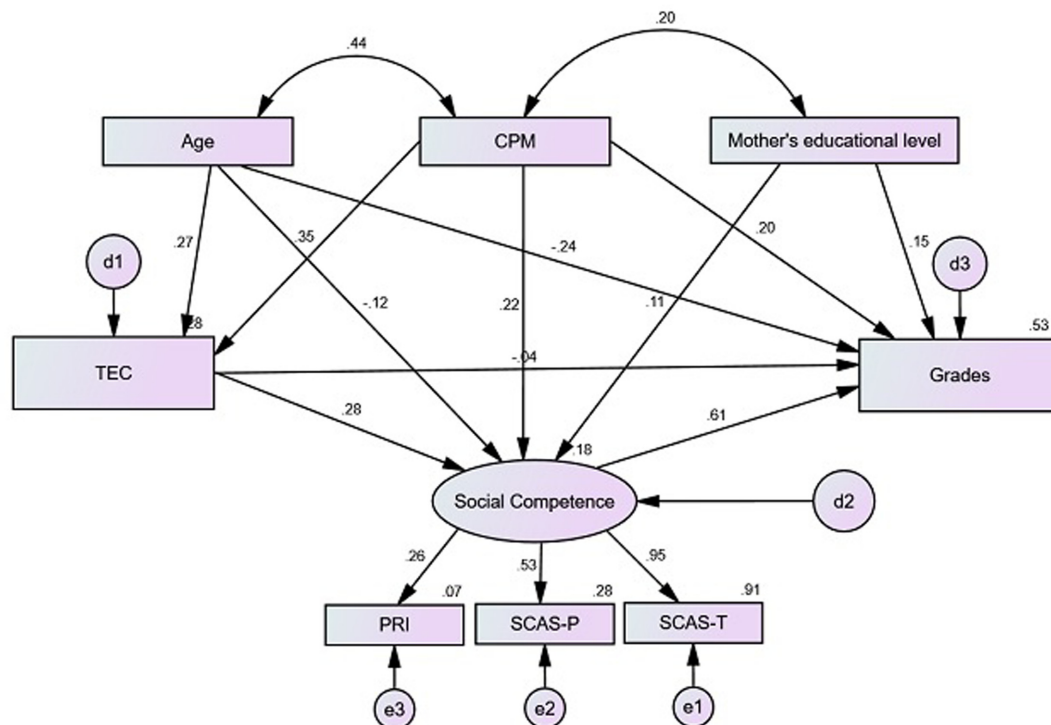 .20
.44
Age
CPM
Mother's educational level
.35
-.24
.20
.27
.15
d1
d3
-.12
.22
.11
.28
.53
TEC
-.04
Grades
.28
.61
.18
Social Competence
d2
.26
.53
.95
.07
.28
.91
PRI
SCAS-P
SCAS-T
e3
e2
e1